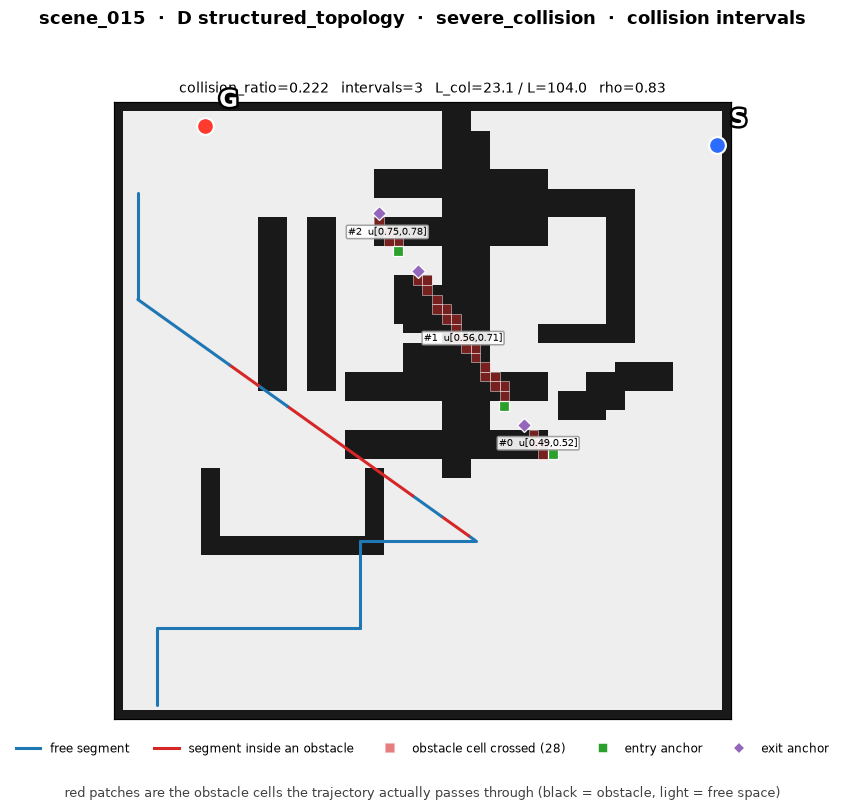 scene_015  ·  D structured_topology  ·  severe_collision  ·  collision intervals
collision_ratio=0.222   intervals=3   L_col=23.1 / L=104.0   rho=0.83
G
S
#2  u[0.75,0.78]
#1  u[0.56,0.71]
#0  u[0.49,0.52]
free segment
segment inside an obstacle
obstacle cell crossed (28)
entry anchor
exit anchor
red patches are the obstacle cells the trajectory actually passes through (black = obstacle, light = free space)